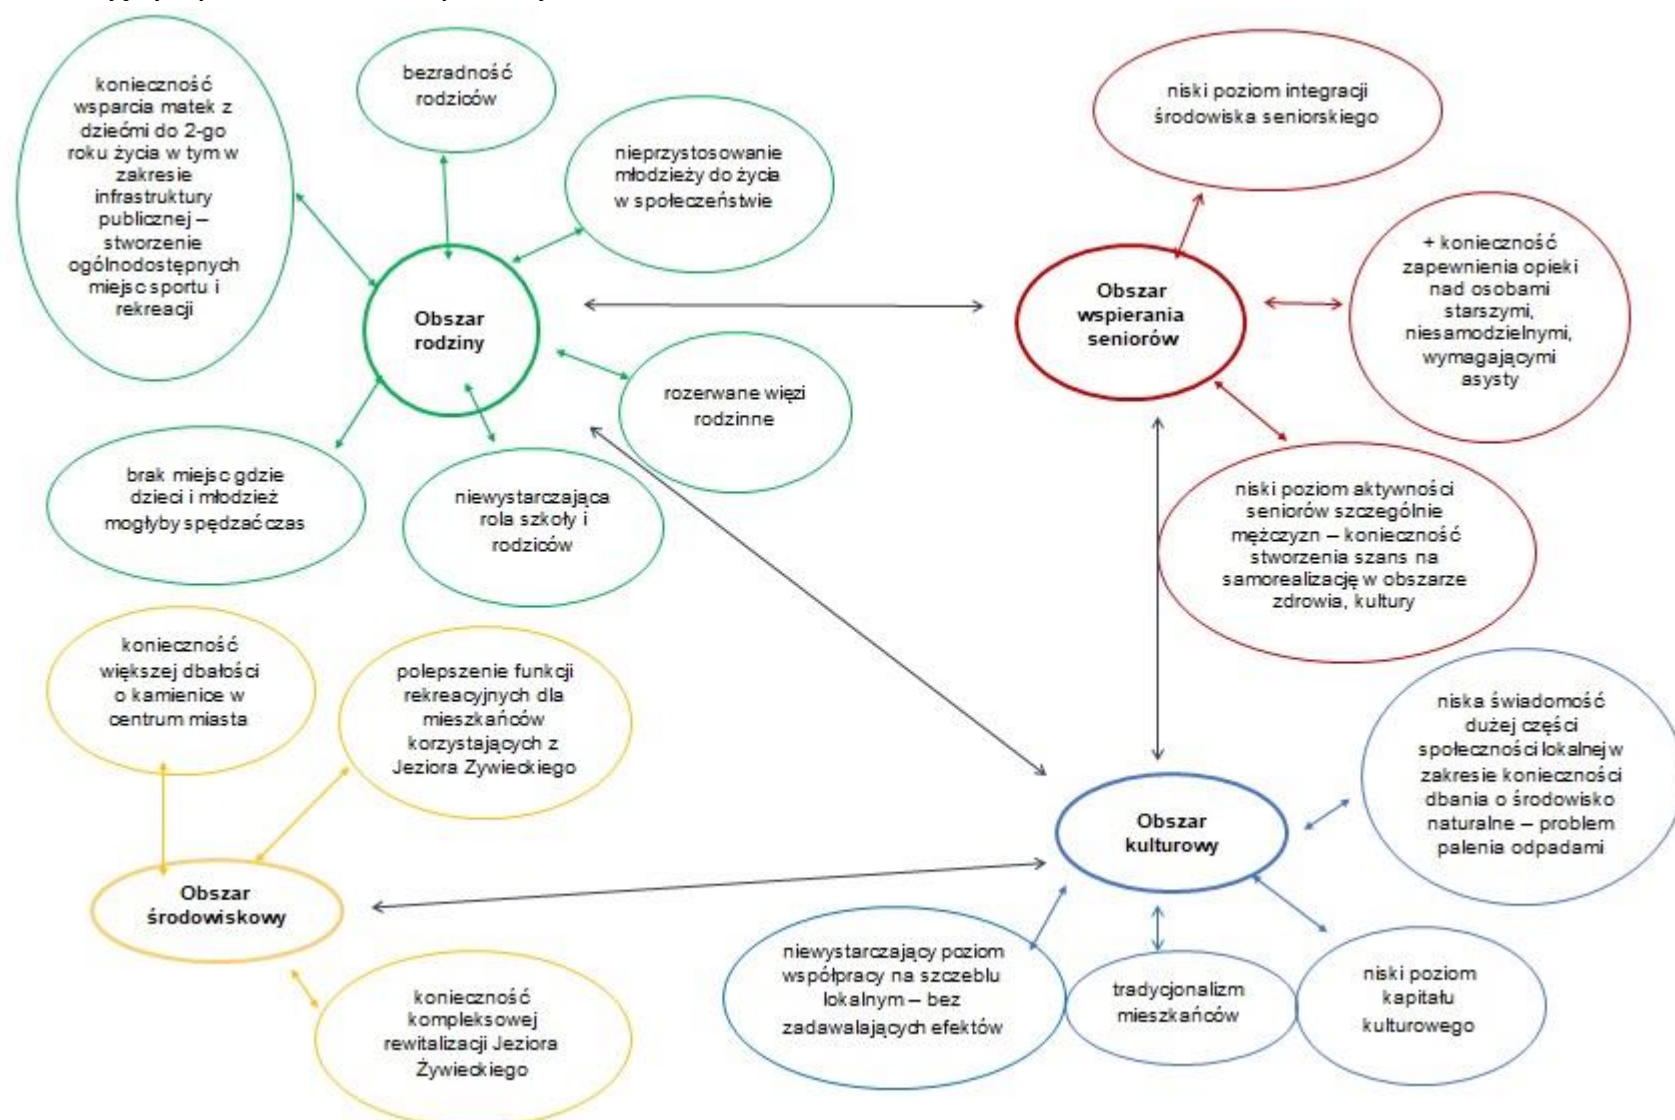 konieczność
wsparcia matek z
dziećmi do 2-go
roku życia w tym w
zakresie
infrastruktury
publicznej –
stworzenie
ogólnodostępnych
miejsc sportu i
rekreacji
bezradność
rodziców
nieprzystosowanie
młodzieży do życia
w społeczeństwie
Obszar
rodziny
rozerwane więzi
rodzinne
brak miejsc gdzie
dzieci i młodzież
mogłyby spędzać czas
niewystarczająca
rola szkoły i
rodziców
niski poziom integracji
środowiska seniorskiego
Obszar
wspierania
seniorów
+ konieczność
zapewnienia opieki
nad osobami
starszymi,
niesamodzielnymi,
wymagającymi
asysty
niski poziom aktywności
seniorów szczególnie
mężczyzn – konieczność
stworzenia szans na
samorealizację w obszarze
zdrowia, kultury
konieczność
większej dbałości
o kamienice w
centrum miasta
polepszenie funkcji
rekreacyjnych dla
mieszkańców
korzystających z
Jeziora Zywieckiego
Obszar
środowiskowy
konieczność
kompleksowej
rewitalizacji Jeziora
Żywieckiego
niska świadomość
dużej części
społeczności lokalnej w
zakresie konieczności
dbania o środowisko
naturalne – problem
palenia odpadami
Obszar
kulturowy
niewystarczający poziom
współpracy na szczeblu
lokalnym – bez
zadawalających efektów
tradycjonalizm
mieszkańców
niski poziom
kapitału
kulturowego